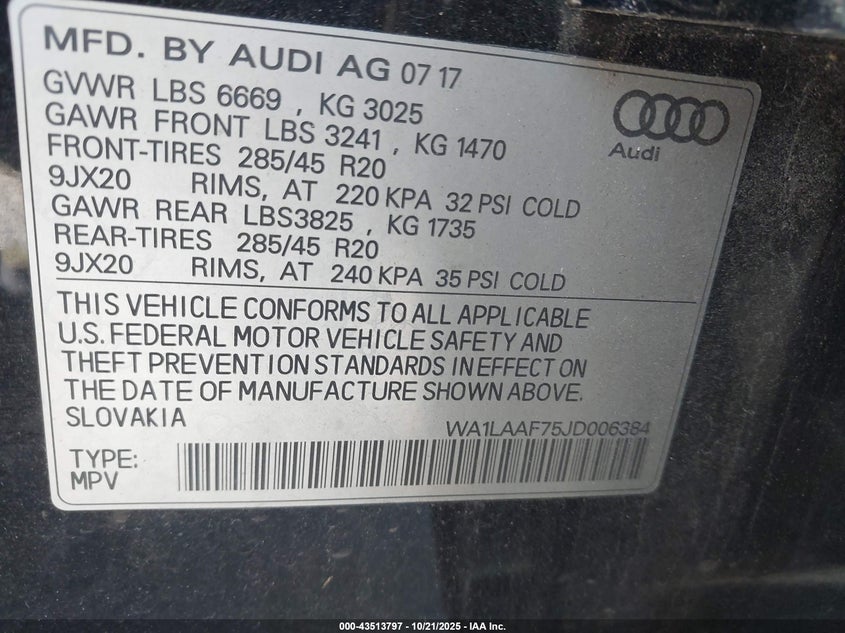 MFD. BY AUDI AG 07 17
GVWR LBS 6669 , KG 3025
GAWR FRONT LBS 3241 , KG 1470
FRONT-TIRES 285/45 R20
9JX20 RIMS, AT 220 KPA 32 PSI COLD
GAWR REAR LBS3825 , KG 1735
REAR-TIRES 285/45 R20
9JX20 RIMS, AT 240 KPA 35 PSI COLD
Audi
THIS VEHICLE CONFORMS TO ALL APPLICABLE
U.S. FEDERAL MOTOR VEHICLE SAFETY AND
THEFT PREVENTION STANDARDS IN EFFECT ON
THE DATE OF MANUFACTURE SHOWN ABOVE.
SLOVAKIA WA1LAAF75JD006384
TYPE:
MPV
000-43513797 - 10/21/2025 - IAA Inc.